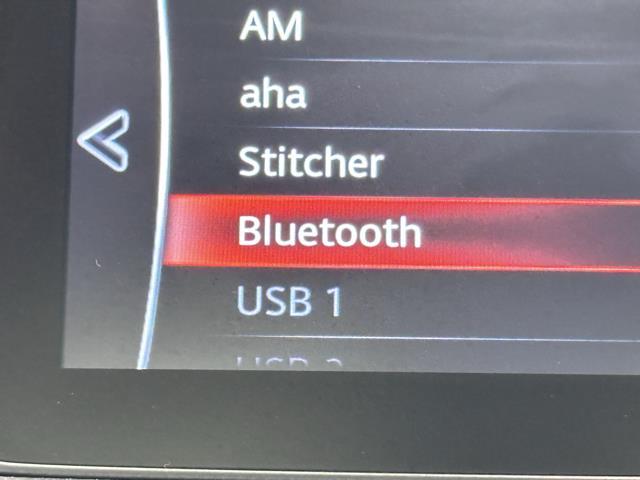 AM
aha
Stitcher
Bluetooth
USB 1